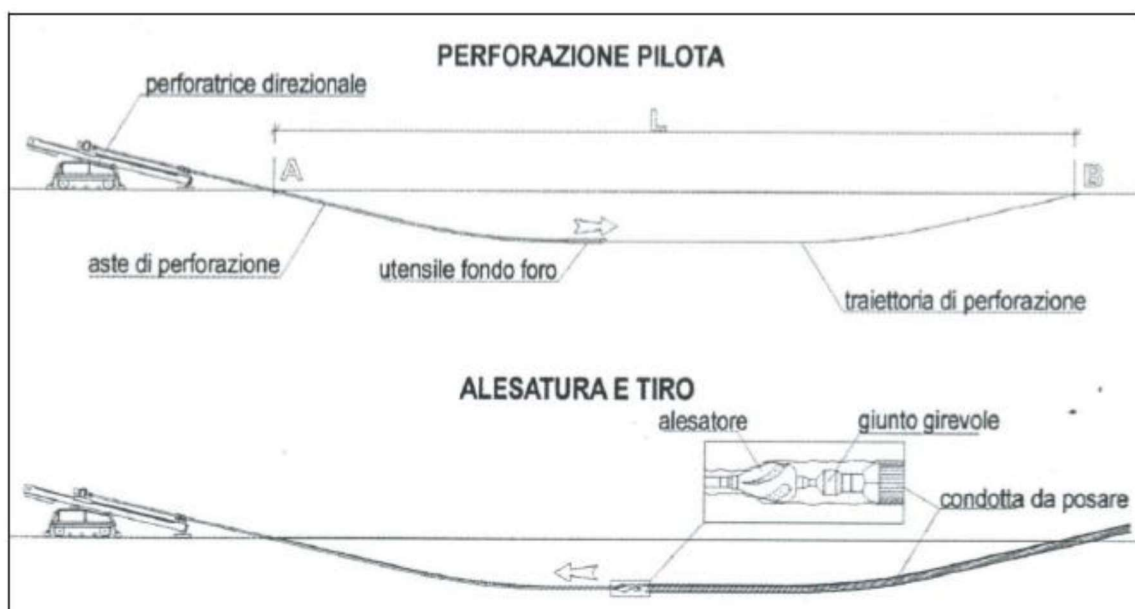 PERFORAZIONE PILOTA
perforatrice direzionale
L
A
B
aste di perforazione
utensile fondo foro
traiettoria di perforazione
ALESATURA E TIRO
alesatore
giunto girevole
condotta da posare